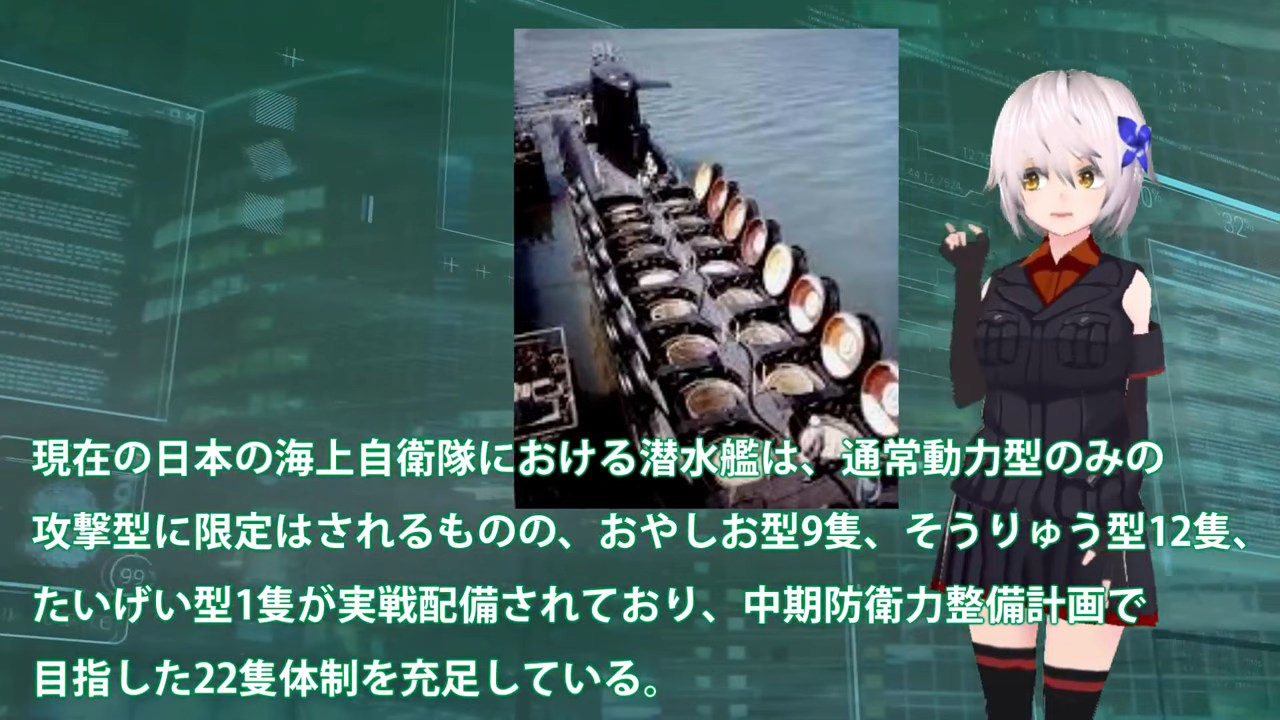 現在の日本の海上自衛隊における潜水艦は、通常動力型のみの
攻撃型に限定はされるものの、おやしお型9隻、そうりゅう型12隻、
たいげい型1隻が実戦配備されており、中期防衛力整備計画で
目指した22隻体制を充足している。
32%
99